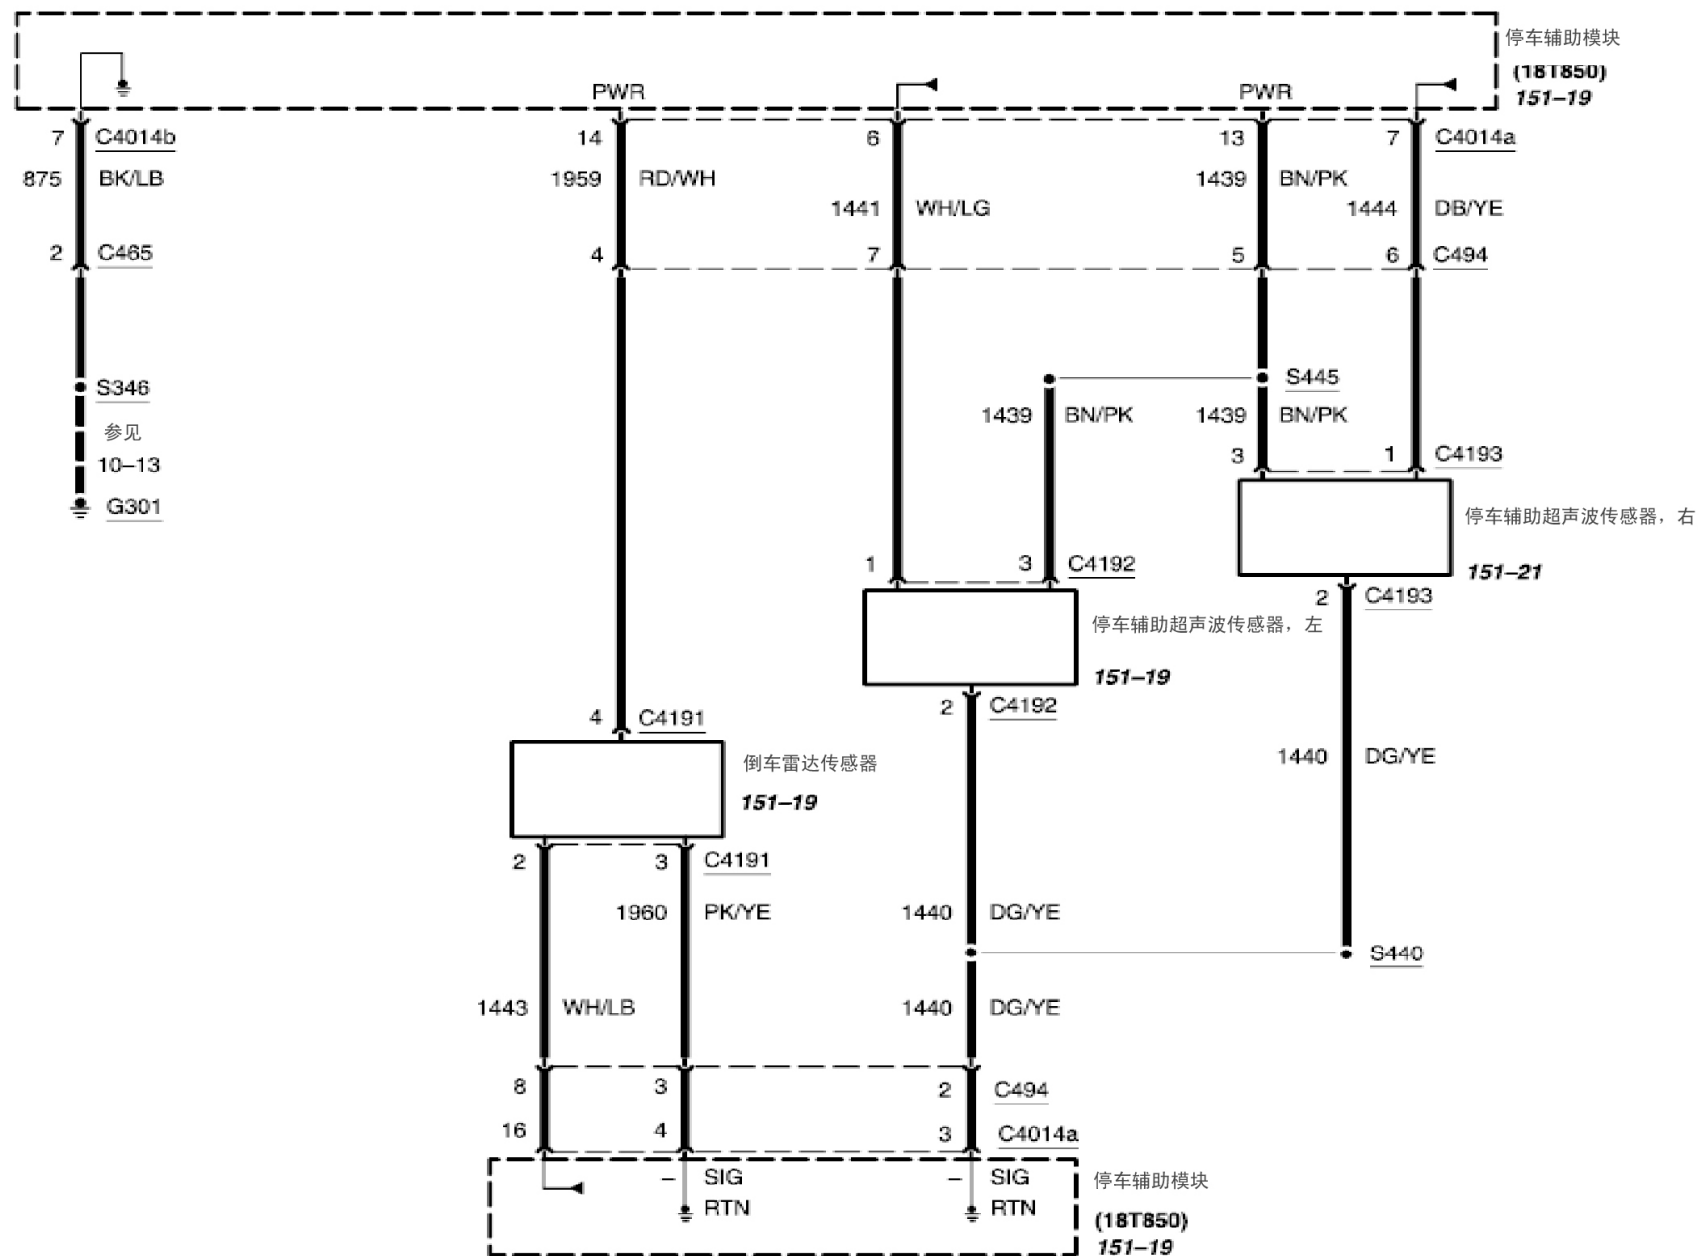 停车辅助模块
(18T850)
151–19
PWR
PWR
7 C4014b
14
6
13
7 C4014a
875 BK/LB
1959 RD/WH
1439 BN/PK
1441 WH/LG
1444 DB/YE
2 C465
4
7
5
6 C494
S346
S445
参见
1439 BN/PK
1439 BN/PK
10–13
3
1 C4193
G301
停车辅助超声波传感器，右
151–21
1
3 C4192
2 C4193
停车辅助超声波传感器，左
151–19
2 C4192
4 C4191
1440 DG/YE
倒车雷达传感器
151–19
2
3 C4191
1960 PK/YE
1440 DG/YE
S440
1443 WH/LB
1440 DG/YE
8
3
2 C494
16
4
3 C4014a
– SIG
– SIG
停车辅助模块
RTN
RTN
(18T850)
151–19